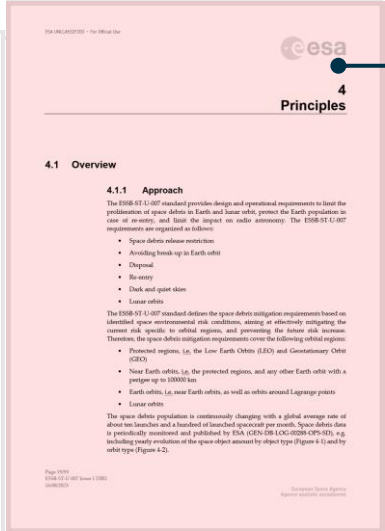 ESA UNCLASSIFIED - For Official Use
esa
4
Principles
4.1 Overview
4.1.1 Approach
The ESSB-ST-U-007 standard provides design and operational requirements to limit the
proliferation of space debris in Earth and lunar orbit, protect the Earth population in
case of re-entry, and limit the impact on radio astronomy. The ESSB-ST-U-007
requirements are organized as follows:
• Space debris release restriction
• Avoiding break-up in Earth orbit
• Disposal
• Re-entry
• Dark and quiet skies
• Lunar orbits
The ESSB-ST-U-007 standard defines the space debris mitigation requirements based on
identified space environmental risk conditions, aiming at effectively mitigating the
current risk specific to orbital regions, and preventing the future risk increase.
Therefore, the space debris mitigation requirements cover the following orbital regions:
• Protected regions, i.e. the Low Earth Orbits (LEO) and Geostationary Orbit
(GEO)
• Near Earth orbits, i.e. the protected regions, and any other Earth orbit with a
perigee up to 100000 km
• Earth orbits, i.e. near Earth orbits, as well as orbits around Lagrange points
• Lunar orbits
The space debris population is continuously changing with a global average rate of
about ten launches and a hundred of launched spacecraft per month. Space debris data
is periodically monitored and published by ESA (GEN-DB-LOG-00288-OPS-SD), e.g.
including yearly evolution of the space object amount by object type (Figure 4-1) and by
orbit type (Figure 4-2).
European Space Agency
Agence spatiale européenne